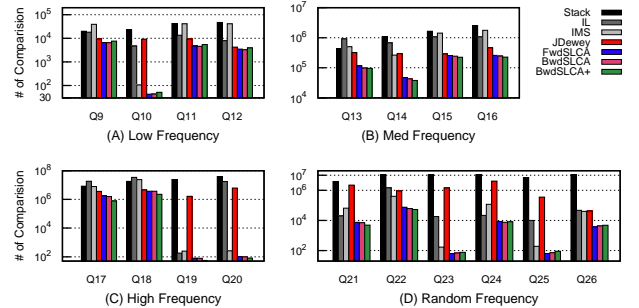 # of Comparision
10^5
10^4
10^3
10^2
30
Q9 Q10 Q11 Q12
(A) Low Frequency
10^7
10^6
10^5
10^4
Q13 Q14 Q15 Q16
(B) Med Frequency
Stack
IL
IMS
JDewey
FwdSLCA
BwdSLCA
BwdSLCA+
# of Comparision
10^8
10^6
10^4
10^2
Q17 Q18 Q19 Q20
(C) High Frequency
10^7
10^6
10^4
10^2
Q21 Q22 Q23 Q24 Q25 Q26
(D) Random Frequency